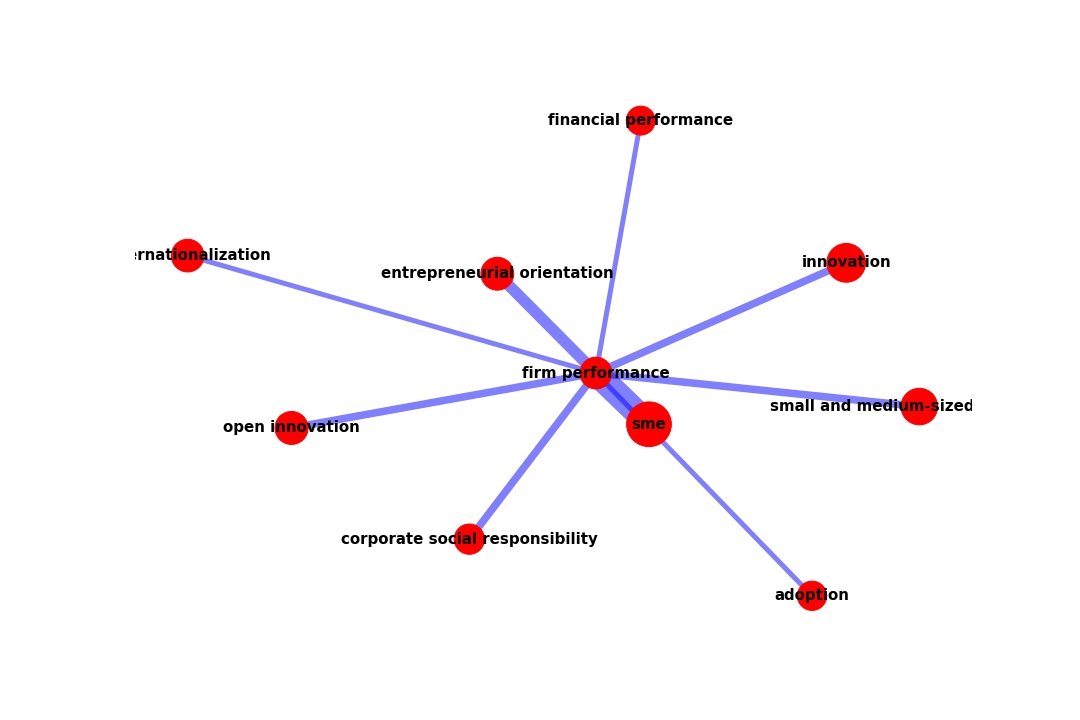 financial performance
ernationalization
innovation
entrepreneurial orientation
firm performance
small and medium-sized
open innovation
sme
corporate social responsibility
adoption